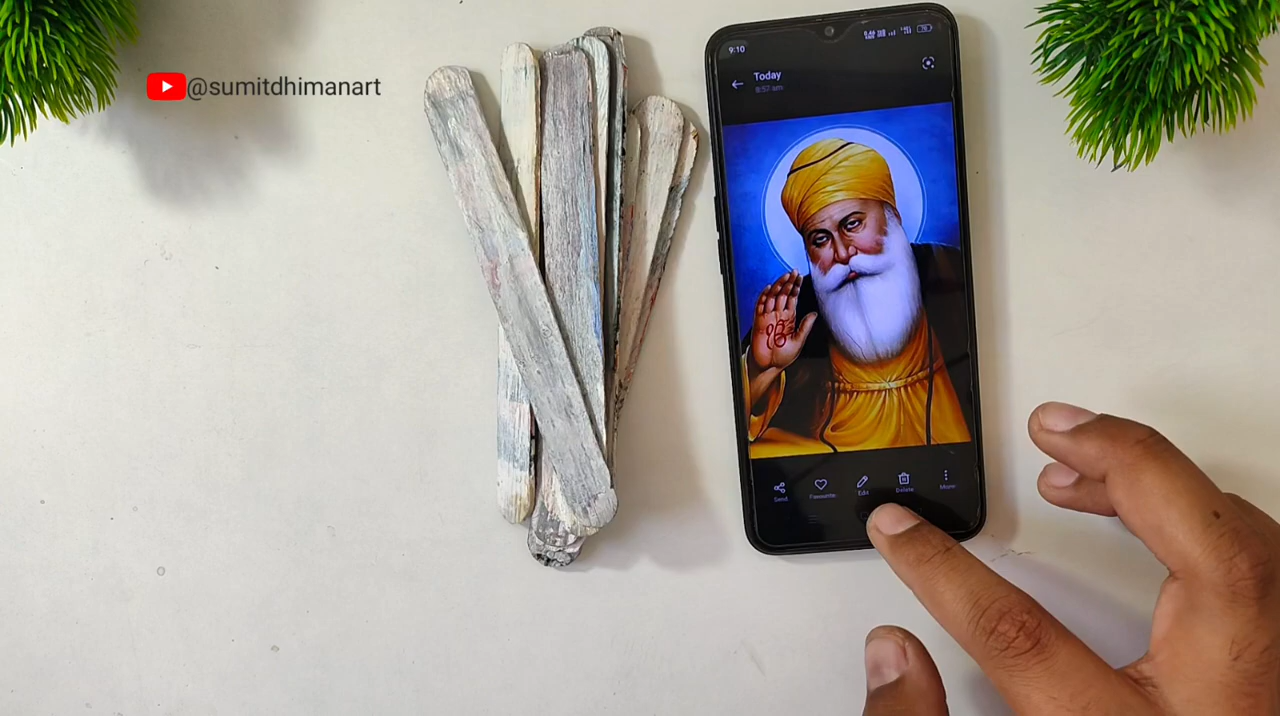 @sumitdhimanart
9:10
Today
8:57 am
Send
Favourite
Edit
Delete
More
ੴ